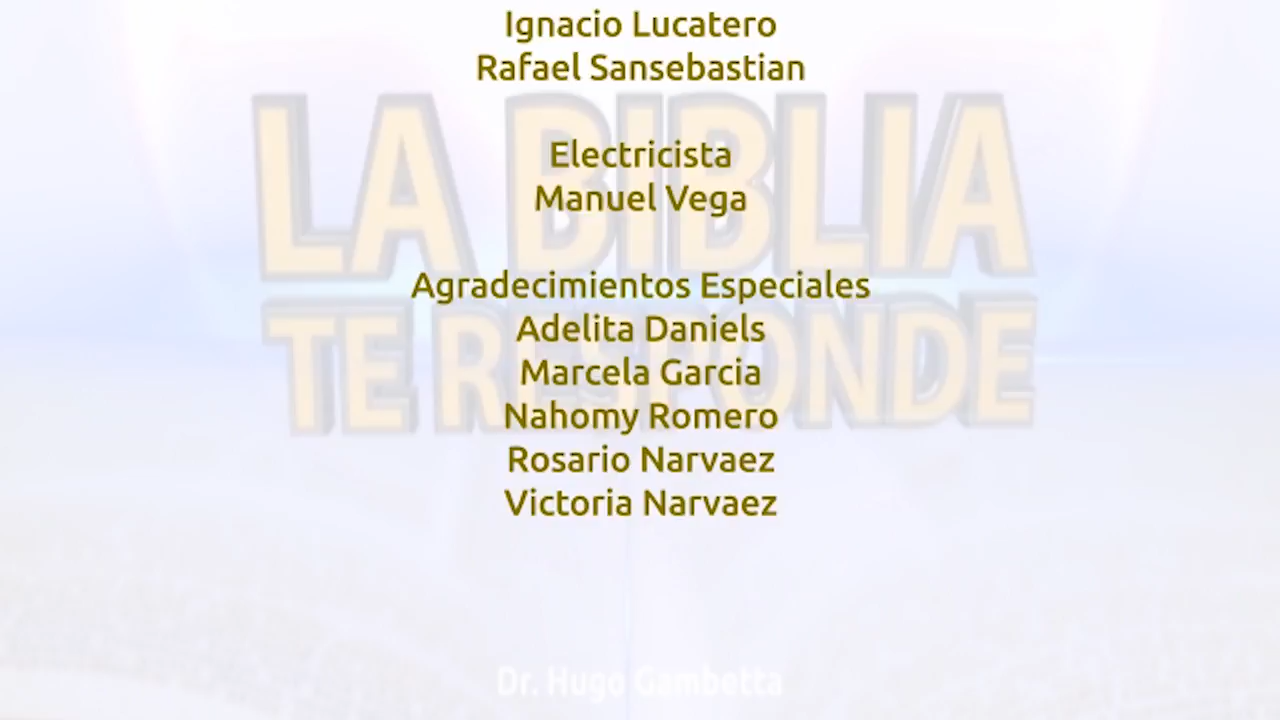 Ignacio Lucatero
Rafael Sansebastian
LA BIBLIA
Electricista
Manuel Vega
TE RESPONDE
Agradecimientos Especiales
Adelita Daniels
Marcela Garcia
Nahomy Romero
Rosario Narvaez
Victoria Narvaez
Dr. Hugo Gambetta